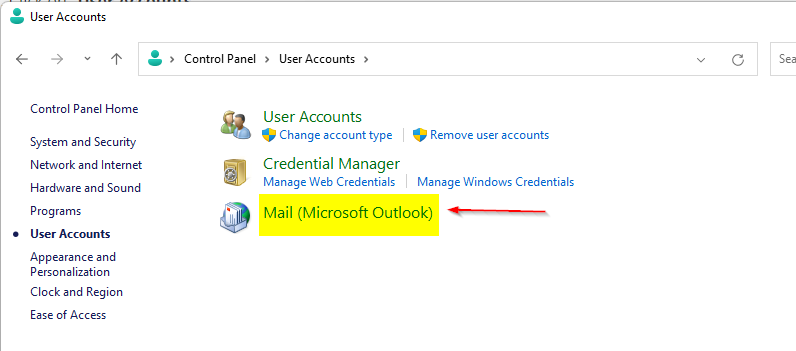 User Accounts
Control Panel > User Accounts >
Sea
Control Panel Home
System and Security
Network and Internet
Hardware and Sound
Programs
User Accounts
Appearance and
Personalization
Clock and Region
Ease of Access
User Accounts
Change account type
Remove user accounts
Credential Manager
Manage Web Credentials
Manage Windows Credentials
Mail (Microsoft Outlook)